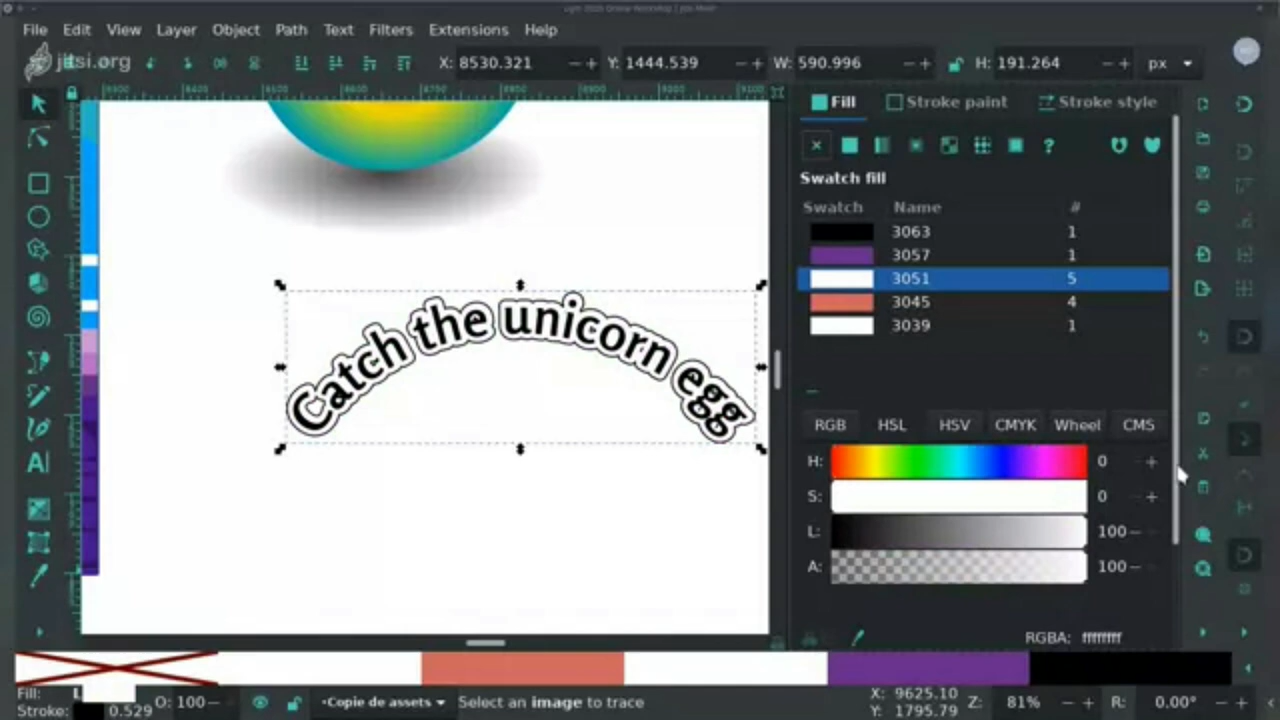 File Edit View Layer Object Path Text Filters Extensions Help
jitsi.org
X: 8530.321 Y: 1444.539 W: 590.996 H: 191.264 px
Fill Stroke paint Stroke style
Swatch fill
Swatch Name #
3063 1
3057 1
3051 5
3045 4
3039 1
Catch the unicorn egg
RGB HSL HSV CMYK Wheel CMS
H: 0
S: 0
L: 100
A: 100
RGBA: ffffffff
Fill: O: 100 •Copie de assets Select an image to trace X: 9625.10 Z: 81% R: 0.00°
Stroke: 0.529 Y: 1795.79